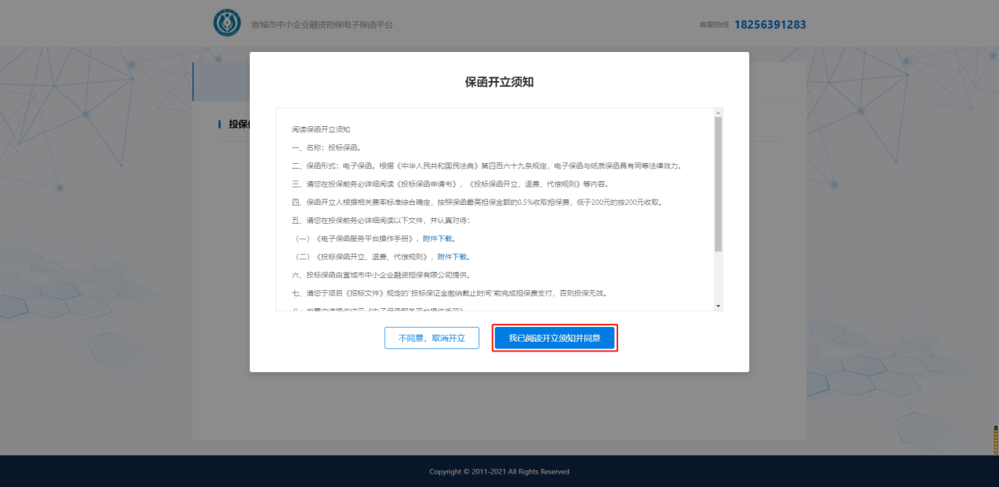 宣城市中小企业融资担保电子保函平台
客服热线 18256391283
保函开立须知
投保
阅读保函开立须知
一、名称：投标保函。
二、保函形式：电子保函。根据《中华人民共和国民法典》第四百六十九条规定，电子保函与纸质保函具有同等法律效力。
三、请您在投保前务必详细阅读《投标保函申请书》，《投标保函开立、退费、代偿规则》等内容。
四、保函开立人根据相关费率标准综合确定，按照保函最高担保金额的0.5%收取担保费，低于200元的按200元收取。
五、请您在投保前务必详细阅读以下文件，并认真对待：
（一）《电子保函服务平台操作手册》，附件下载。
（二）《投标保函开立、退费、代偿规则》，附件下载。
六、投标保函由宣城市中小企业融资担保有限公司提供。
七、请您于项目《招标文件》规定的“投标保证金缴纳截止时间”前完成担保费支付，否则投保无效。
不同意，取消开立
我已阅读开立须知并同意
Copyright © 2011-2021 All Rights Reserved